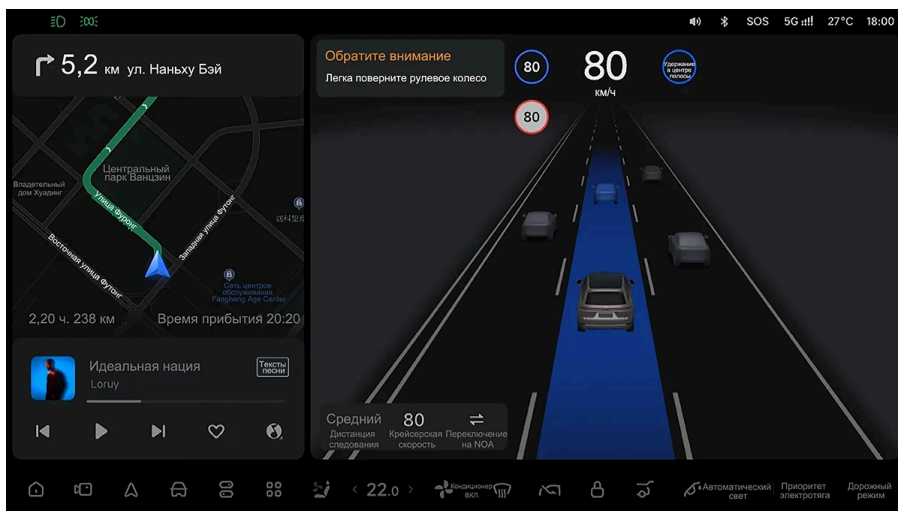 SOS 5G 27°C 18:00
5,2 км ул. Наньху Бэй
Центральный
парк Ванцзин
Владетельный
дом Хуадинг
Улица Фуронг
Западная улица Футонг
Восточная улица Футонг
Сеть центров
обслуживания
Fangheng Age Center
2,20 ч. 238 км Время прибытия 20:20
Идеальная нация
Loruy
Тексты
песни
Обратите внимание
Легка поверните рулевое колесо
80
80
80
км/ч
Удержание
в центре
полосы
Средний
Дистанция
следования
80
Крейсерская
скорость
Переключение
на NOA
22.0
Кондиционер
вкл.
Автоматический
свет
Приоритет
электротяга
Дорожный
режим